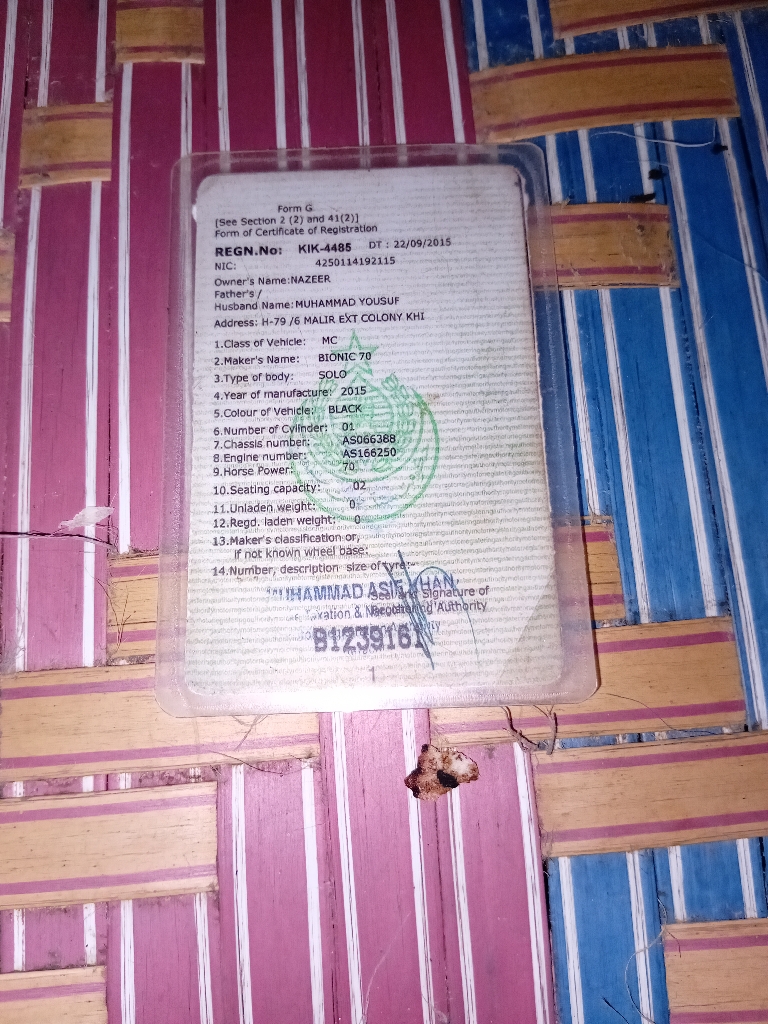 Form G
[See Section 2 (2) and 41(2)]
Form of Certificate of Registration
REGN.No: KIK-4485 DT : 22/09/2015
NIC: 4250114192115
Owner's Name:NAZEER
Father's /
Husband Name:MUHAMMAD YOUSUF
Address: H-79 /6 MALIR EXT COLONY KHI
1.Class of Vehicle: MC
2.Maker's Name: BIONIC 70
3.Type of body: SOLO
4.Year of manufacture: 2015
5.Colour of Vehicle: BLACK
6.Number of Cylinder: 01
7.Chassis number: AS066388
8.Engine number: AS166250
9.Horse Power: 70
10.Seating capacity: 02
11.Unladen weight: 0
12.Regd. laden weight: 0
13.Maker's classification or,
if not known wheel base:
14.Number, description size of tyre:-
MUHAMMAD ASIF KHAN
Seal and Signature of
Registering Authority
B1239161
1